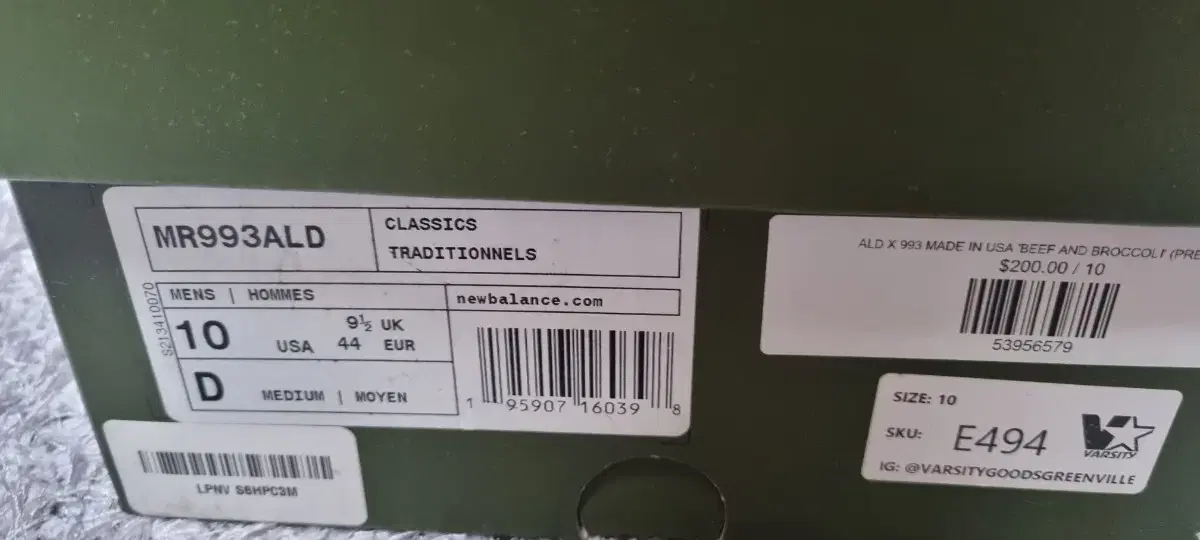 MR993ALD
CLASSICS
TRADITIONNELS
S213410070
MENS | HOMMES
10 USA
9½ UK
44 EUR
D MEDIUM | MOYEN
newbalance.com
1 95907 16039 8
LPNV S6HPC3M
ALD X 993 MADE IN USA 'BEEF AND BROCCOLI' (PRE
$200.00 / 10
53956579
SIZE: 10
SKU: E494
VARSITY
IG: @VARSITYGOODSGREENVILLE